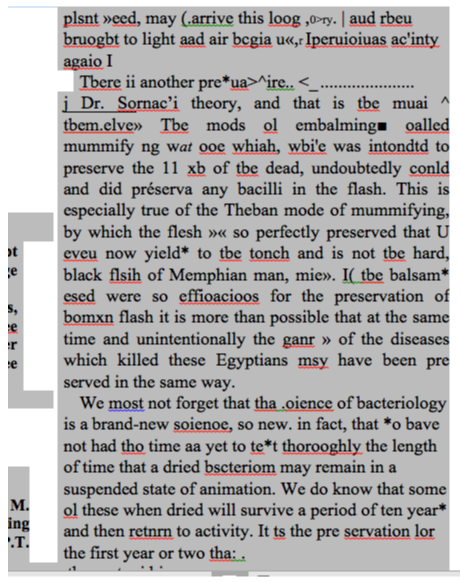 plsnt »eed, may (.arrive this loog ,0>ry. | aud rbeu
bruogbt to light aad air bcgia u«,r Iperuioiuas ac'inty
agaio I
Tbere ii another pre*ua>^ire.. <_ .....................
j Dr. Sornac'i theory, and that is tbe muai ^
tbem.elve» Tbe mods ol embalming■ oalled
mummify ng wat ooe whiah, wbi'e was intondtd to
preserve the 11 xb of tbe dead, undoubtedly conld
and did préserva any bacilli in the flash. This is
especially true of the Theban mode of mummifying,
by which the flesh »« so perfectly preserved that U
eveu now yield* to tbe tonch and is not tbe hard,
black flsih of Memphian man, mie». I( tbe balsam*
esed were so effioacioos for the preservation of
bomxn flash it is more than possible that at the same
time and unintentionally the ganr » of the diseases
which killed these Egyptians msy have been pre
served in the same way.
We most not forget that tha .oience of bacteriology
is a brand-new soienoe, so new. in fact, that *o bave
not had tho time aa yet to te*t thorooghly the length
of time that a dried bscteriom may remain in a
suspended state of animation. We do know that some
ol these when dried will survive a period of ten year*
and then retnrn to activity. It ts the pre servation lor
the first year or two tha: .
M.
ing
P.T.